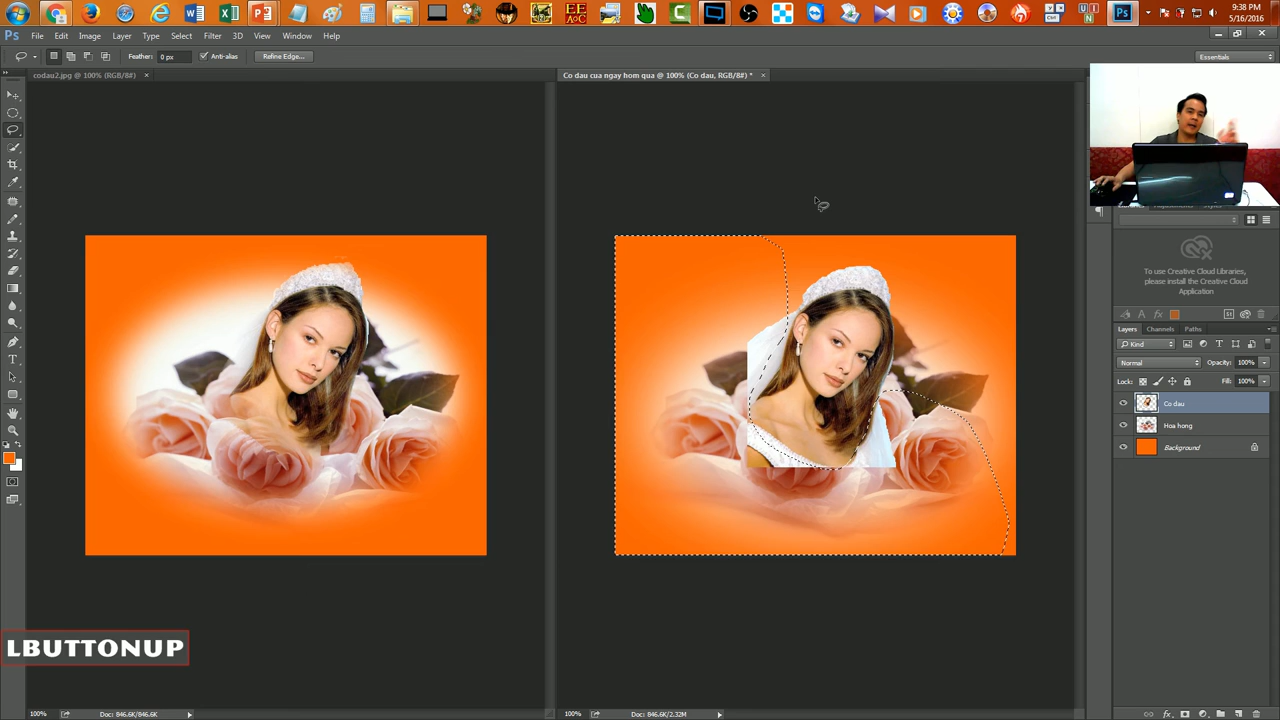 9:38 PM
5/16/2016
Ps File Edit Image Layer Type Select Filter 3D View Window Help
Feather: 0 px Anti-alias Refine Edge... Essentials
codau2.jpg @ 100% (RGB/8#) ×
Co dau cua ngay hom qua @ 100% (Co dau, RGB/8#) * ×
To use Creative Cloud Libraries,
please install the Creative Cloud
Application
Layers Channels Paths
Kind
Normal Opacity: 100%
Lock: Fill: 100%
Co dau
Hoa hong
Background
LBUTTONUP
100% Doc: 846.6K/846.6K
100% Doc: 846.6K/2.32M